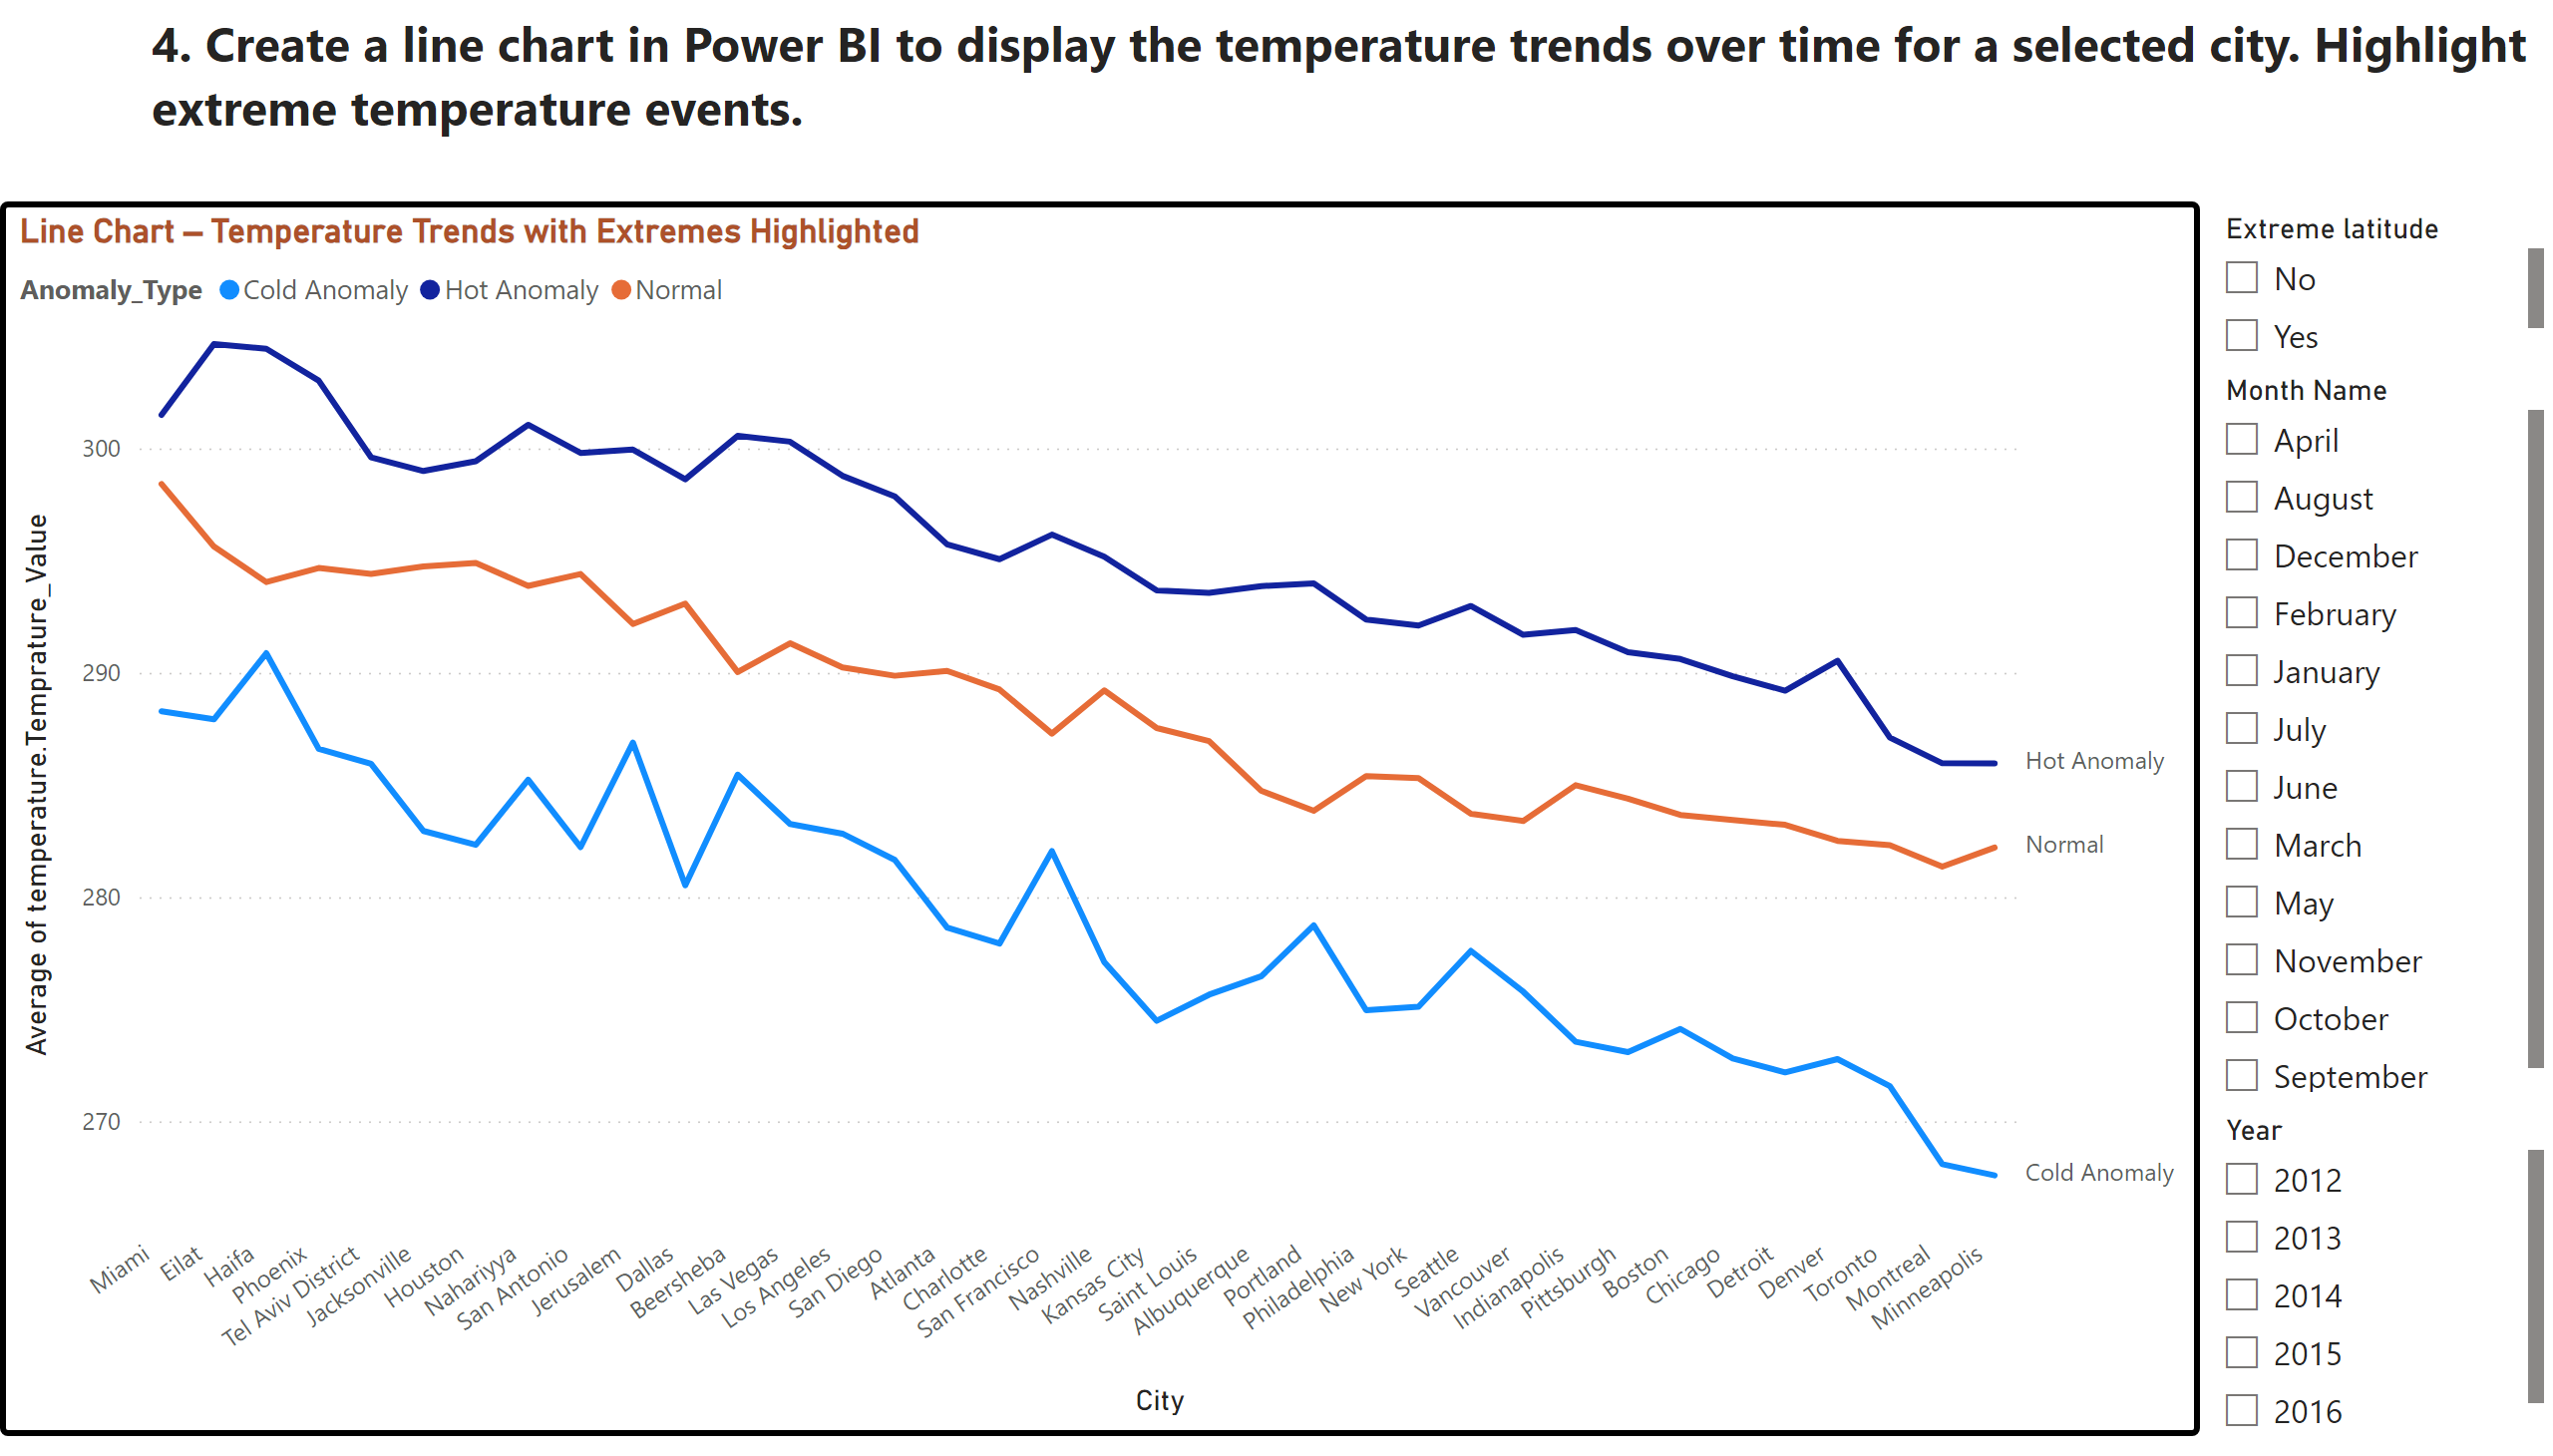 4. Create a line chart in Power BI to display the temperature trends over time for a selected city. Highlight
extreme temperature events.
Line Chart – Temperature Trends with Extremes Highlighted
Anomaly_Type Cold Anomaly Hot Anomaly Normal
Average of temperature.Temprature_Value
300
290
280
270
Hot Anomaly
Normal
Cold Anomaly
Miami
Eilat
Haifa
Phoenix
Tel Aviv District
Jacksonville
Houston
Nahariyya
San Antonio
Jerusalem
Dallas
Beersheba
Las Vegas
Los Angeles
San Diego
Atlanta
Charlotte
San Francisco
Nashville
Kansas City
Saint Louis
Albuquerque
Portland
Philadelphia
New York
Seattle
Vancouver
Indianapolis
Pittsburgh
Boston
Chicago
Detroit
Denver
Toronto
Montreal
Minneapolis
City
Extreme latitude
No
Yes
Month Name
April
August
December
February
January
July
June
March
May
November
October
September
Year
2012
2013
2014
2015
2016